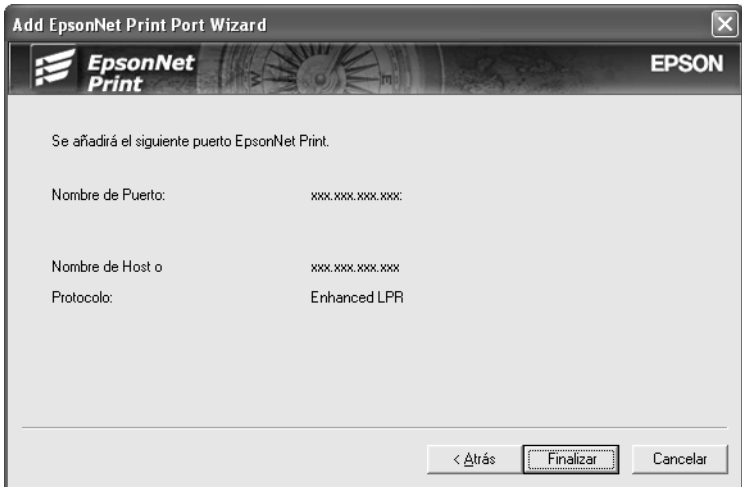 Add EpsonNet Print Port Wizard
EpsonNet
Print
EPSON
Se añadirá el siguiente puerto EpsonNet Print.
Nombre de Puerto: xxx.xxx.xxx.xxx:
Nombre de Host o xxx.xxx.xxx.xxx
Protocolo: Enhanced LPR
< Atrás Finalizar Cancelar